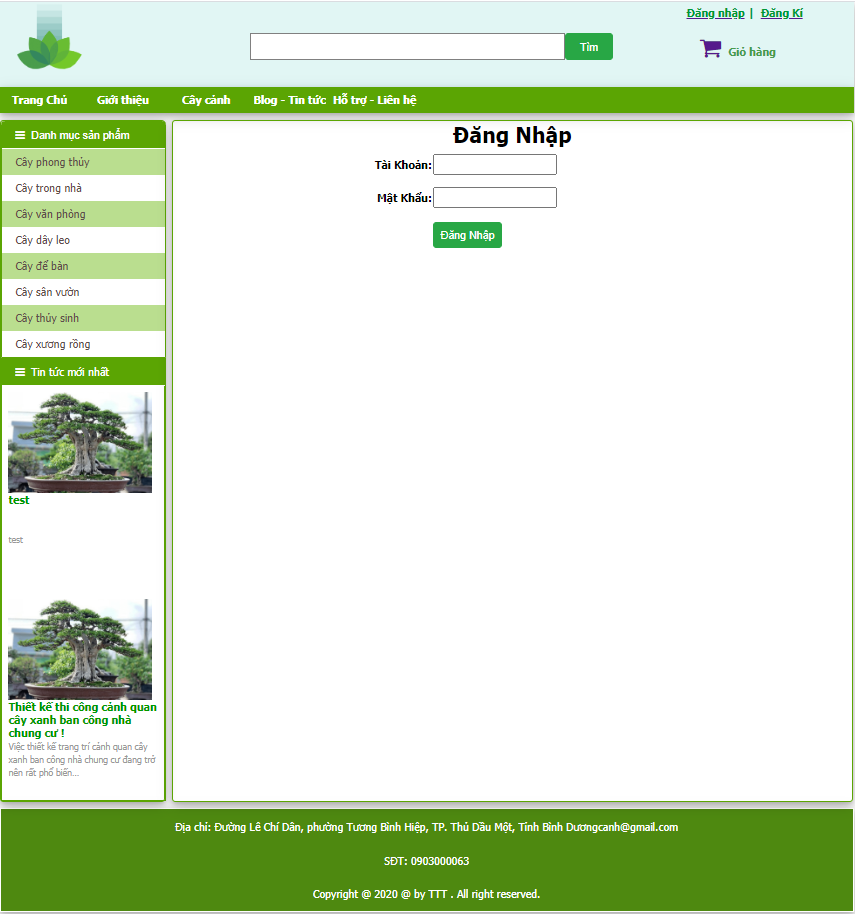 Đăng nhập | Đăng Kí
Tìm
Giỏ hàng
Trang Chủ Giới thiệu Cây cảnh Blog - Tin tức Hỗ trợ - Liên hệ
Danh mục sản phẩm
Cây phong thủy
Cây trong nhà
Cây văn phòng
Cây dây leo
Cây để bàn
Cây sân vườn
Cây thủy sinh
Cây xương rồng
Tin tức mới nhất
test
test
Thiết kế thi công cảnh quan
cây xanh ban công nhà
chung cư !
Việc thiết kế trang trí cảnh quan cây
xanh ban công nhà chung cư đang trở
nên rất phổ biến...
Đăng Nhập
Tài Khoản:
Mật Khẩu:
Đăng Nhập
Địa chỉ: Đường Lê Chí Dân, phường Tương Bình Hiệp, TP. Thủ Dầu Một, Tỉnh Bình Dươngcanh@gmail.com
SĐT: 0903000063
Copyright @ 2020 @ by TTT . All right reserved.